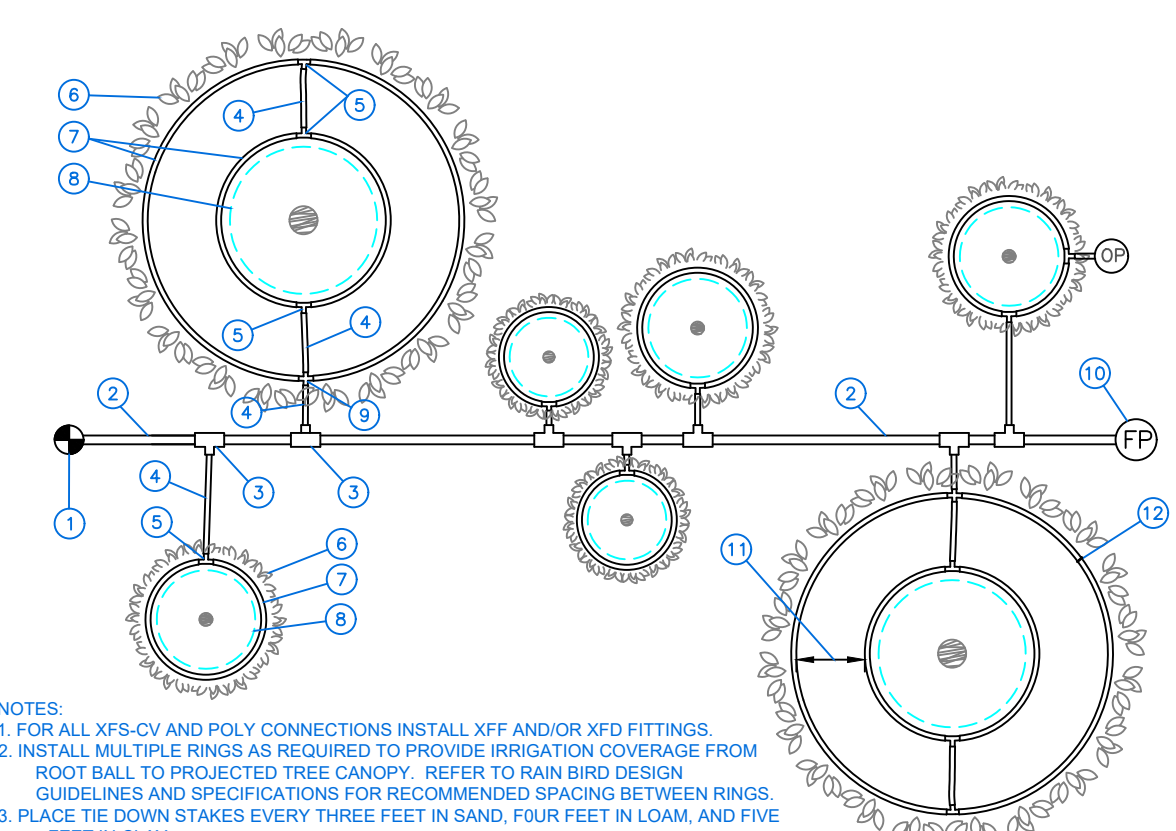 6
7
8
4
5
5
4
4
9
2
3
3
1
4
5
6
7
8
2
OP
10
FP
11
12
NOTES:
1. FOR ALL XFS-CV AND POLY CONNECTIONS INSTALL XFF AND/OR XFD FITTINGS.
2. INSTALL MULTIPLE RINGS AS REQUIRED TO PROVIDE IRRIGATION COVERAGE FROM
ROOT BALL TO PROJECTED TREE CANOPY. REFER TO RAIN BIRD DESIGN
GUIDELINES AND SPECIFICATIONS FOR RECOMMENDED SPACING BETWEEN RINGS.
3. PLACE TIE DOWN STAKES EVERY THREE FEET IN SAND, F0UR FEET IN LOAM, AND FIVE
FEET IN CLAY